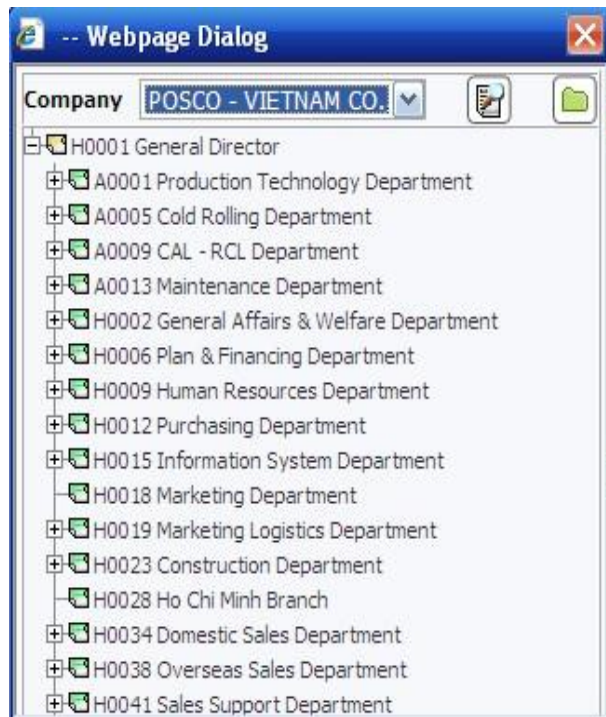 -- Webpage Dialog
Company POSCO - VIETNAM CO.
H0001 General Director
A0001 Production Technology Department
A0005 Cold Rolling Department
A0009 CAL - RCL Department
A0013 Maintenance Department
H0002 General Affairs & Welfare Department
H0006 Plan & Financing Department
H0009 Human Resources Department
H0012 Purchasing Department
H0015 Information System Department
H0018 Marketing Department
H0019 Marketing Logistics Department
H0023 Construction Department
H0028 Ho Chi Minh Branch
H0034 Domestic Sales Department
H0038 Overseas Sales Department
H0041 Sales Support Department